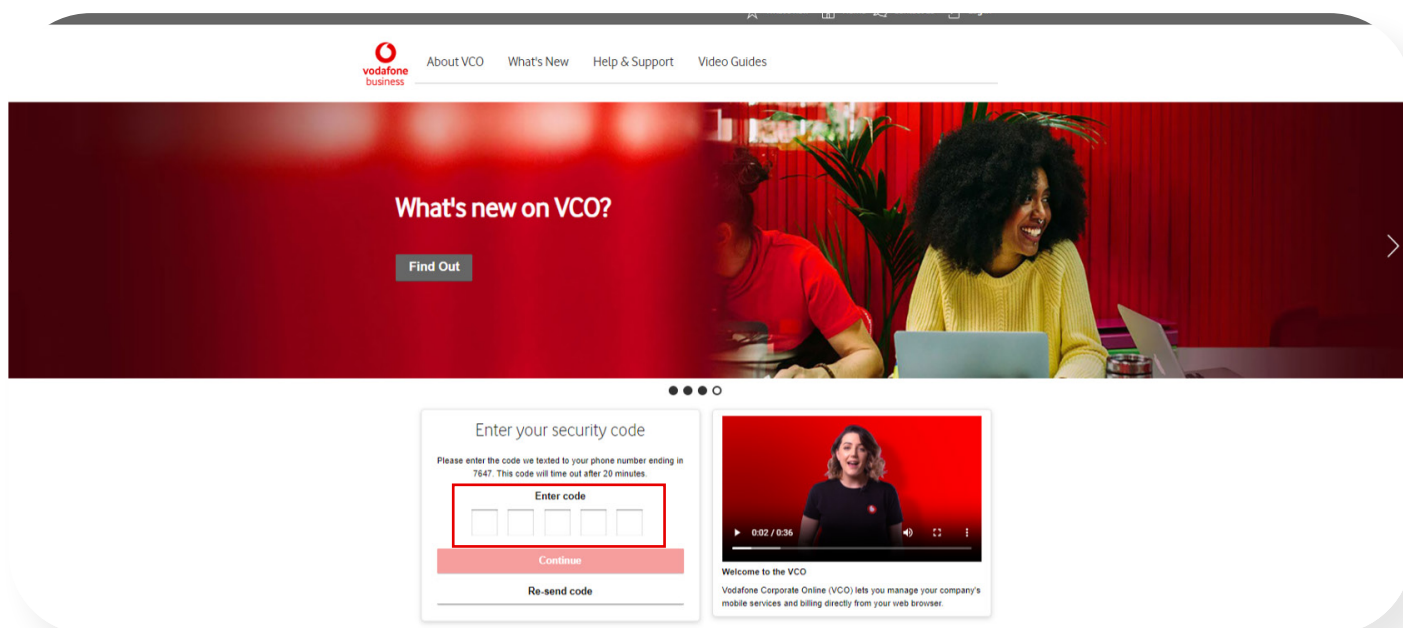 vodafone
business
About VCO What's New Help & Support Video Guides
What's new on VCO?
Find Out
Enter your security code
Please enter the code we texted to your phone number ending in
7647. This code will time out after 20 minutes.
Enter code
Continue
Re-send code
0:02 / 0:36
Welcome to the VCO
Vodafone Corporate Online (VCO) lets you manage your company's
mobile services and billing directly from your web browser.